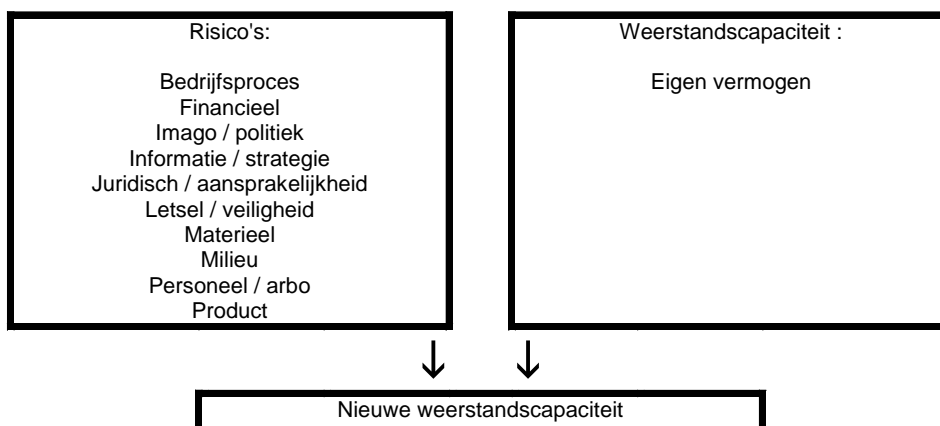 Risico's:
Bedrijfsproces
Financieel
Imago / politiek
Informatie / strategie
Juridisch / aansprakelijkheid
Letsel / veiligheid
Materieel
Milieu
Personeel / arbo
Product
Weerstandscapaciteit :
Eigen vermogen
Nieuwe weerstandscapaciteit